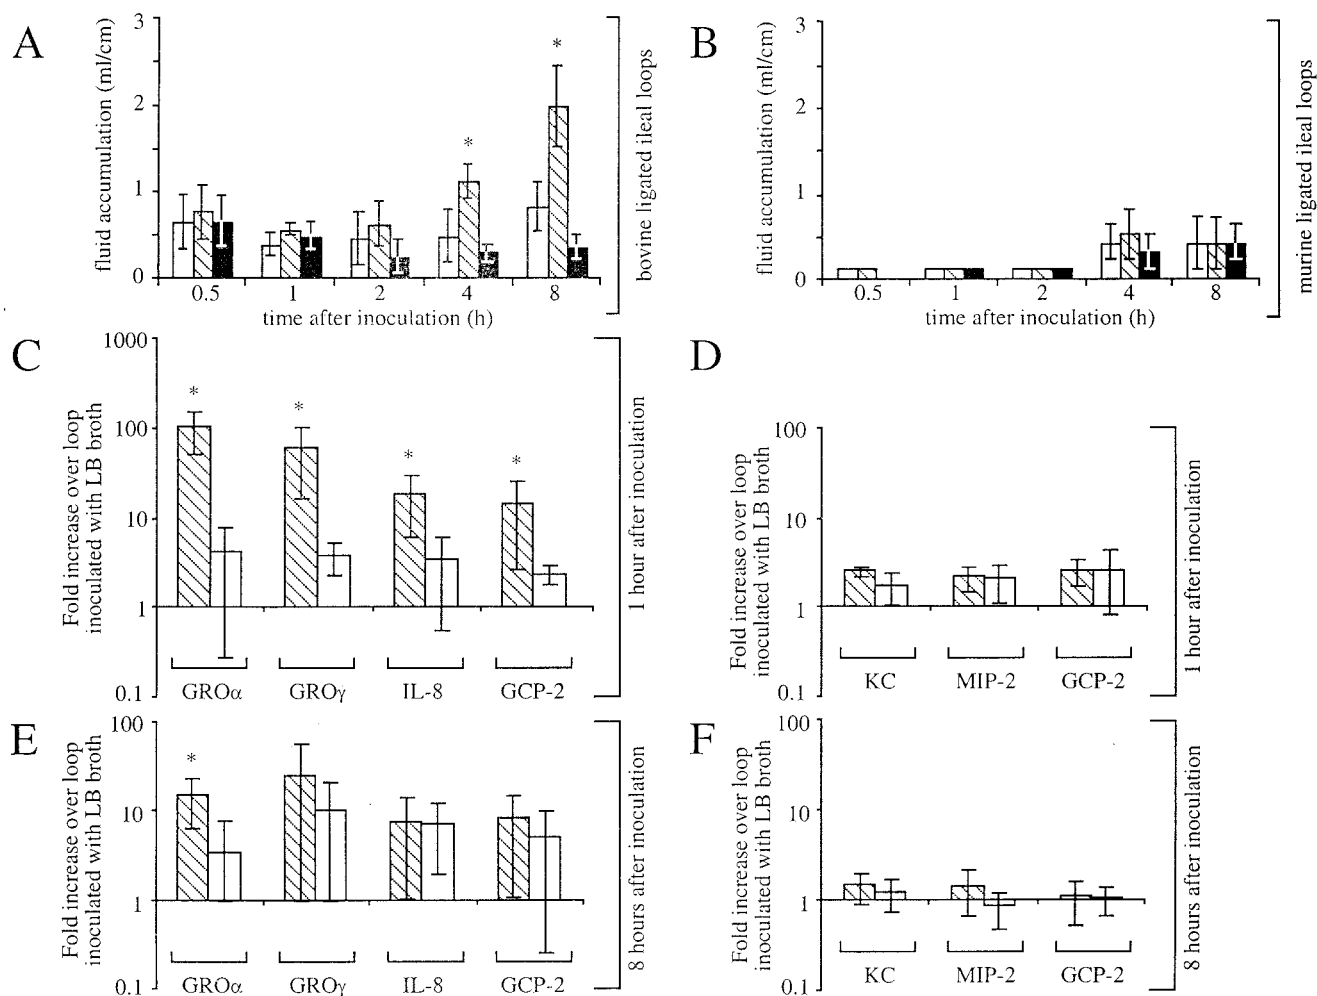 A
fluid accumulation (ml/cm)
3
2
1
0
*
*
0.5 1 2 4 8
time after inoculation (h)
bovine ligated ileal loops
B
fluid accumulation (ml/cm)
3
2
1
0
0.5 1 2 4 8
time after inoculation (h)
murine ligated ileal loops
C
Fold increase over loop
inoculated with LB broth
1000
100
10
1
0.1
* * * *
GROα GROγ IL-8 GCP-2
1 hour after inoculation
D
Fold increase over loop
inoculated with LB broth
100
10
1
0.1
KC MIP-2 GCP-2
1 hour after inoculation
E
Fold increase over loop
inoculated with LB broth
100
10
1
0.1
*
GROα GROγ IL-8 GCP-2
8 hours after inoculation
F
Fold increase over loop
inoculated with LB broth
100
10
1
0.1
KC MIP-2 GCP-2
8 hours after inoculation